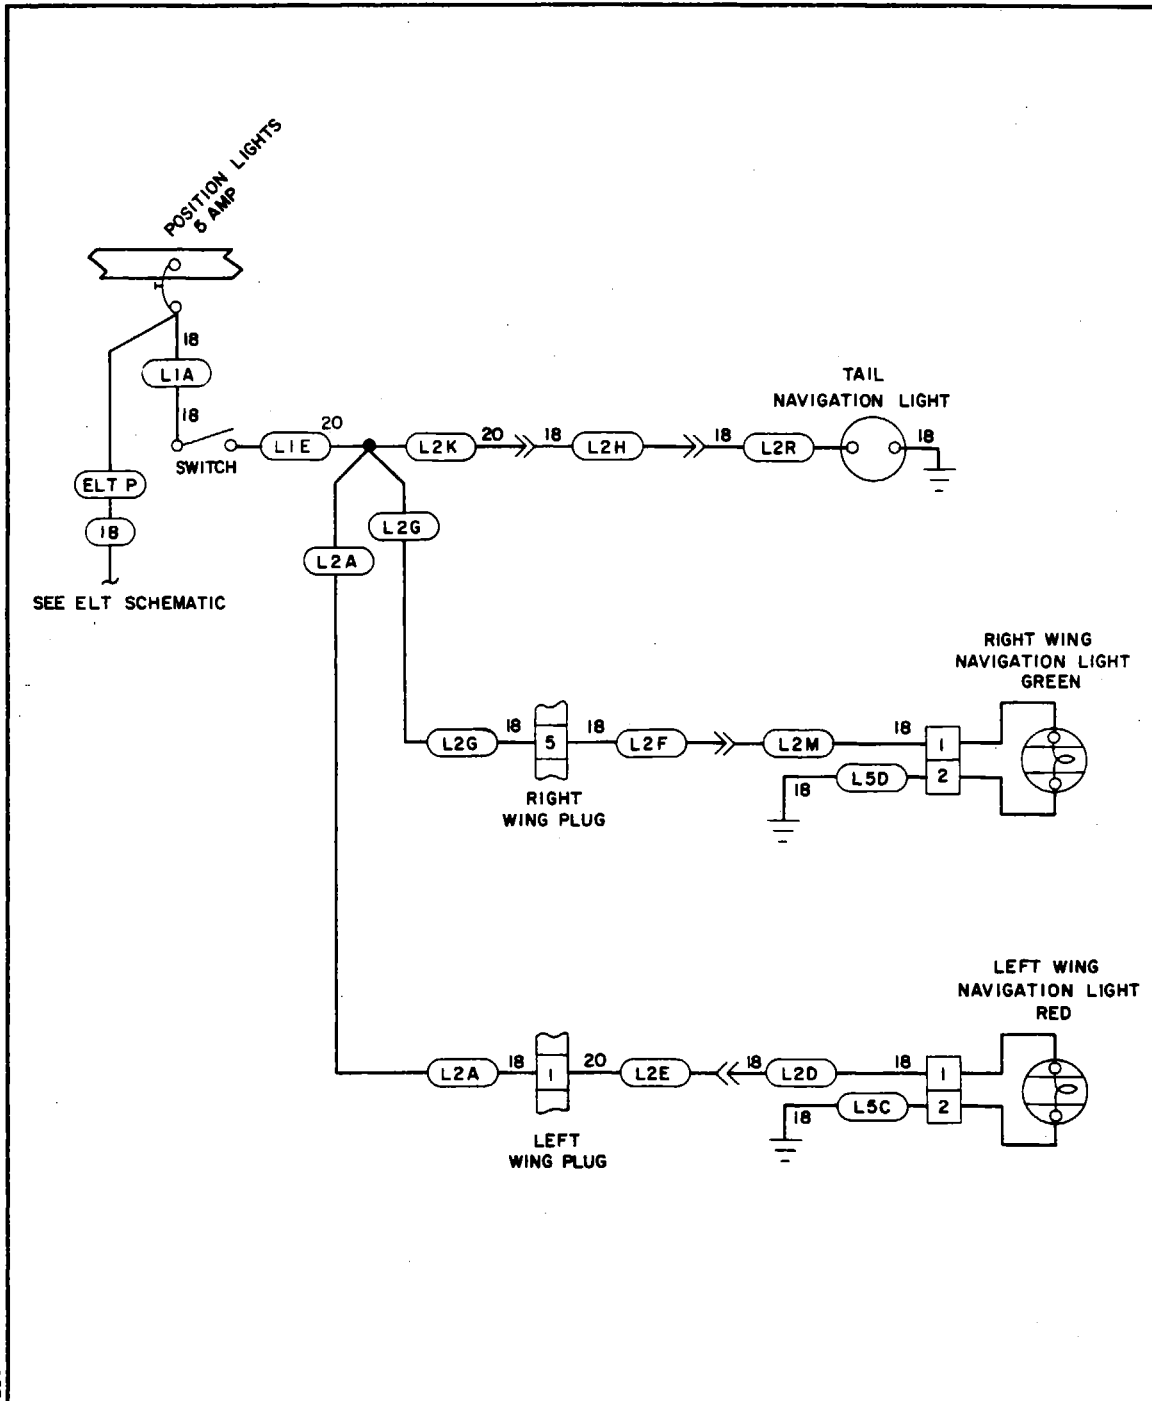 POSITION LIGHTS
5 AMP
18
L1A
18
SWITCH
L1E
20
L2K
20
18
L2H
18
L2R
TAIL
NAVIGATION LIGHT
18
ELT P
18
SEE ELT SCHEMATIC
L2A
L2G
RIGHT WING
NAVIGATION LIGHT
GREEN
L2G
18
5
18
L2F
L2M
18
1
2
L5D
18
RIGHT
WING PLUG
LEFT WING
NAVIGATION LIGHT
RED
L2A
18
1
20
L2E
18
L2D
18
1
2
L5C
18
LEFT
WING PLUG